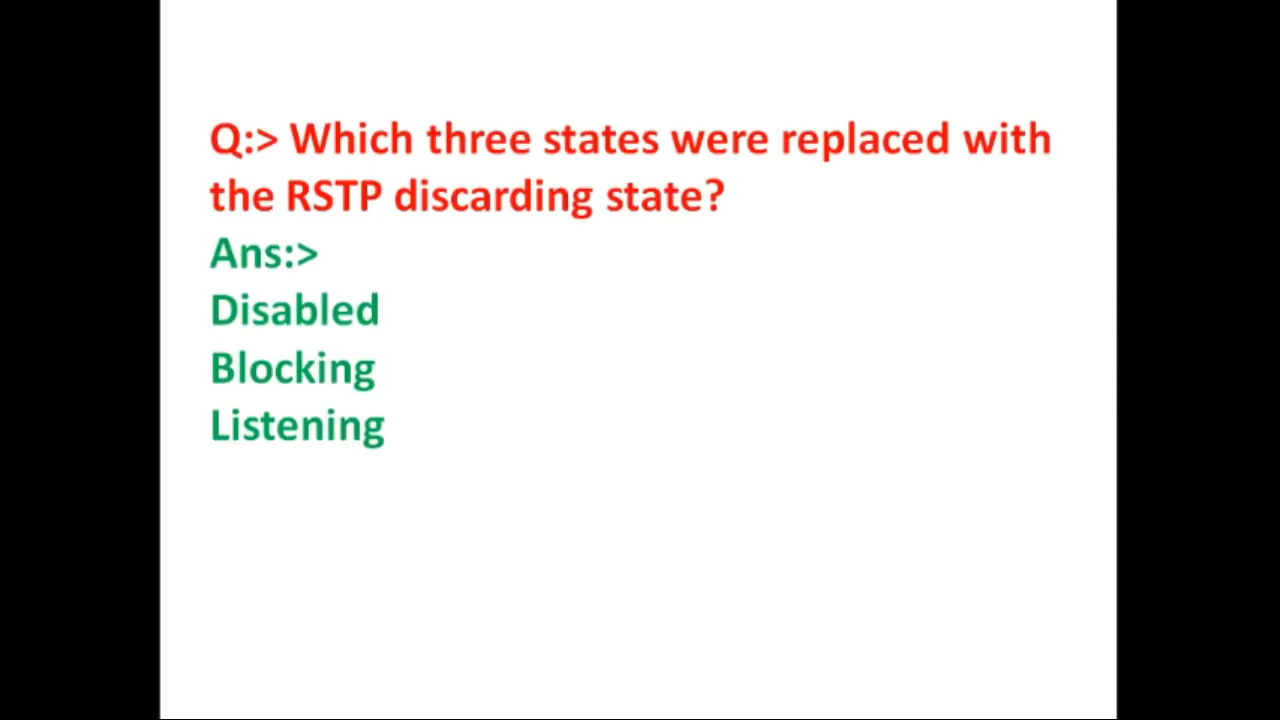 Q:> Which three states were replaced with
the RSTP discarding state?
Ans:>
Disabled
Blocking
Listening